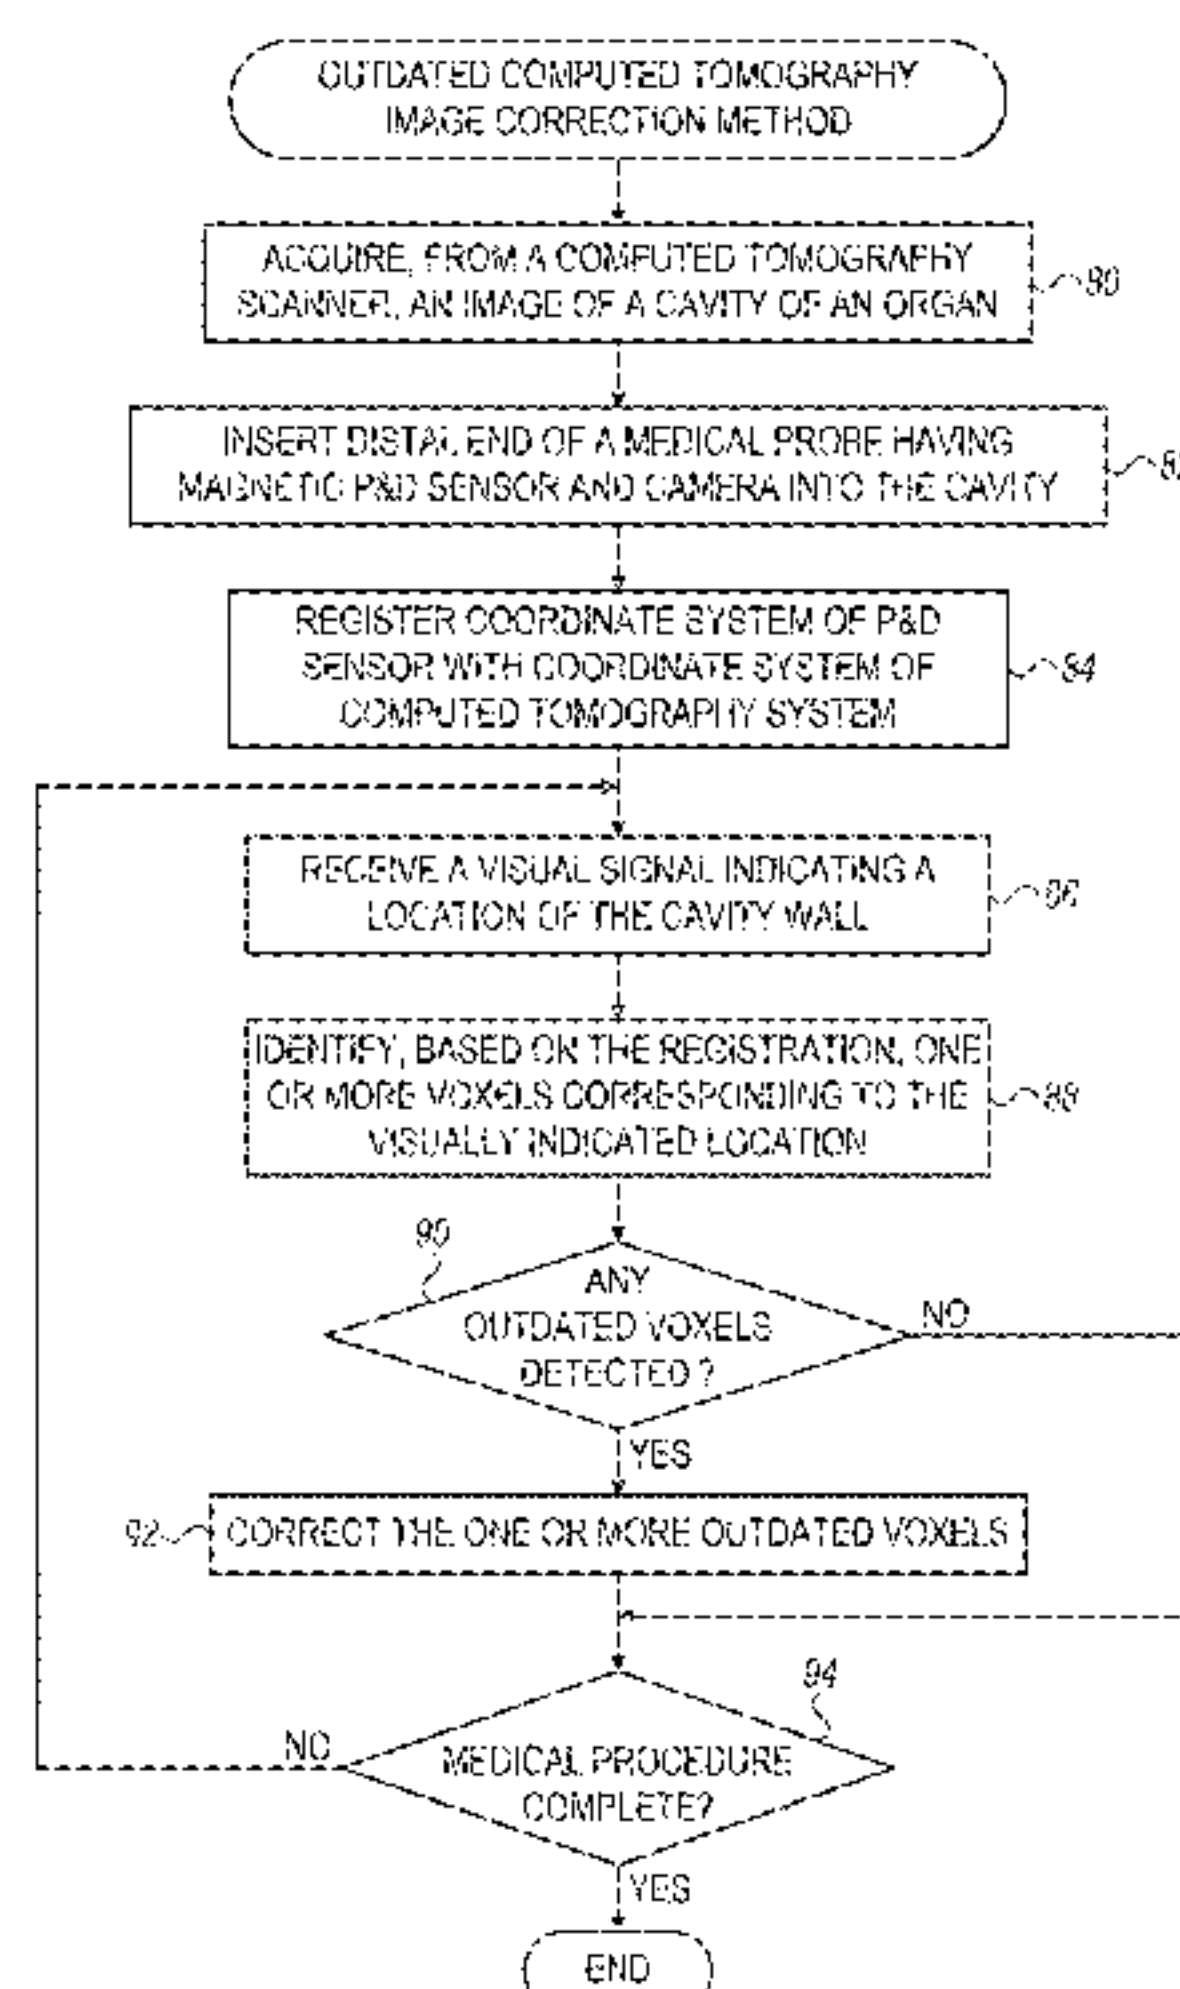 OUTDATED COMPUTED TOMOGRAPHY
IMAGE CORRECTION METHOD
ACQUIRE, FROM A COMPUTED TOMOGRAPHY
SCANNER, AN IMAGE OF A CAVITY OF AN ORGAN
80
INSERT DISTAL END OF A MEDICAL PROBE HAVING
MAGNETIC P&O SENSOR AND CAMERA INTO THE CAVITY
REGISTER COORDINATE SYSTEM OF P&O
SENSOR WITH COORDINATE SYSTEM OF
COMPUTED TOMOGRAPHY SYSTEM
84
RECEIVE A VISUAL SIGNAL INDICATING A
LOCATION OF THE CAVITY WALL
86
IDENTIFY, BASED ON THE REGISTRATION, ONE
OR MORE VOXELS CORRESPONDING TO THE
VISUALLY INDICATED LOCATION
88
90
ANY
OUTDATED VOXELS
DETECTED?
NO
YES
92
CORRECT THE ONE OR MORE OUTDATED VOXELS
94
MEDICAL PROCEDURE
COMPLETE?
NO
YES
END